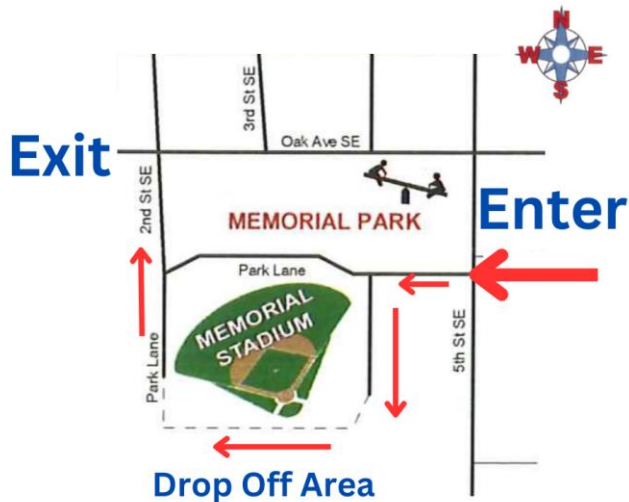 N
W E
S
3rd St SE
Oak Ave SE
Exit
2nd St SE
MEMORIAL PARK
Enter
Park Lane
MEMORIAL
STADIUM
5th St SE
Park Lane
Drop Off Area